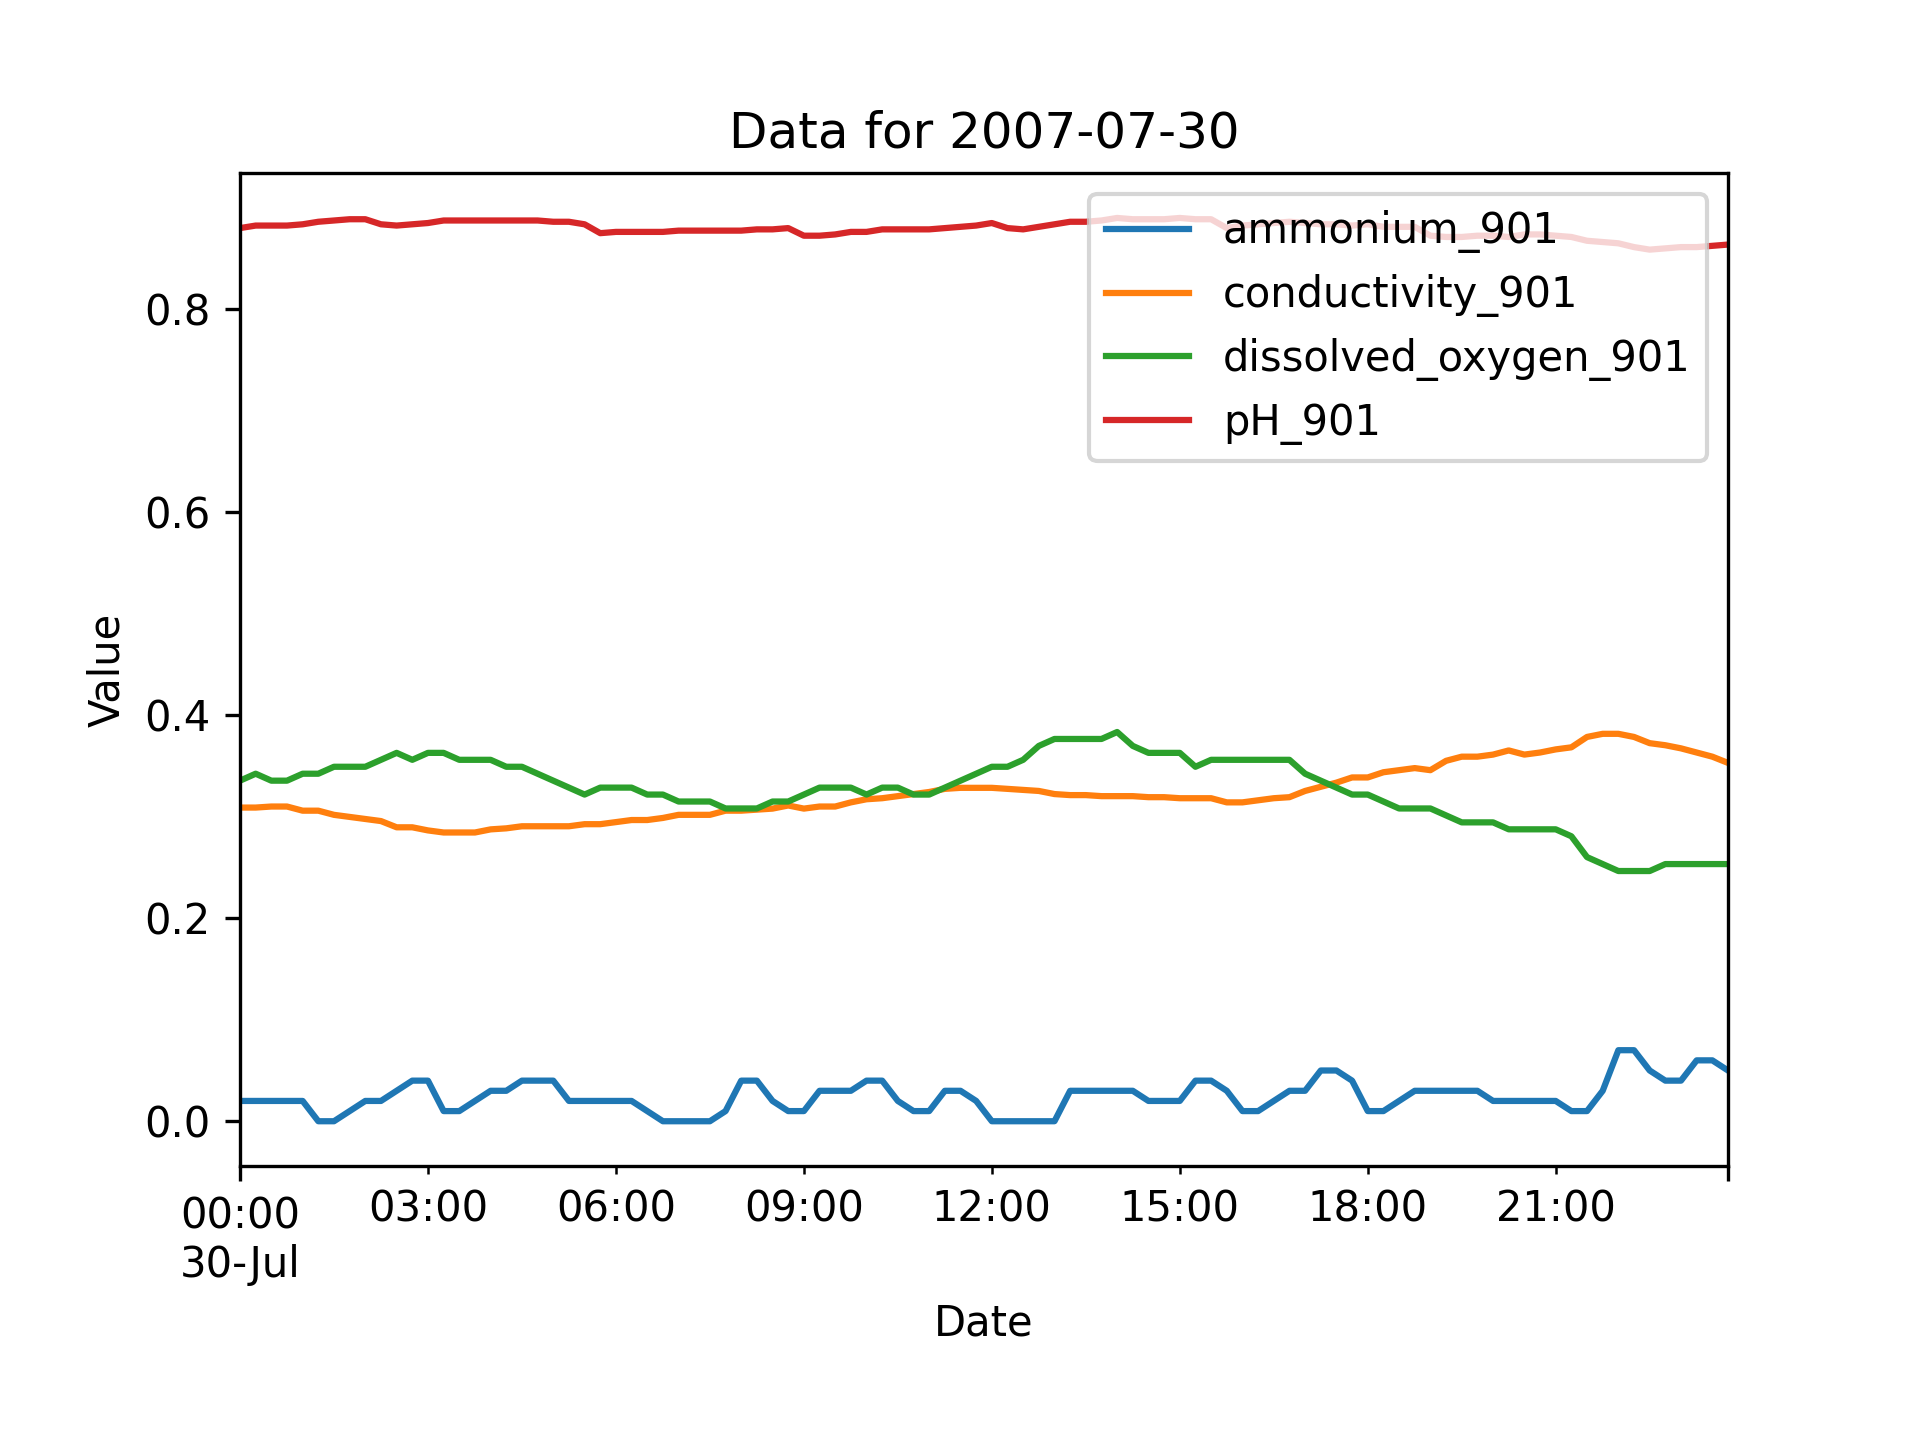 Data for 2007-07-30
ammonium_901
conductivity_901
dissolved_oxygen_901
pH_901
Value
0.8
0.6
0.4
0.2
0.0
00:00 03:00 06:00 09:00 12:00 15:00 18:00 21:00
30-Jul
Date